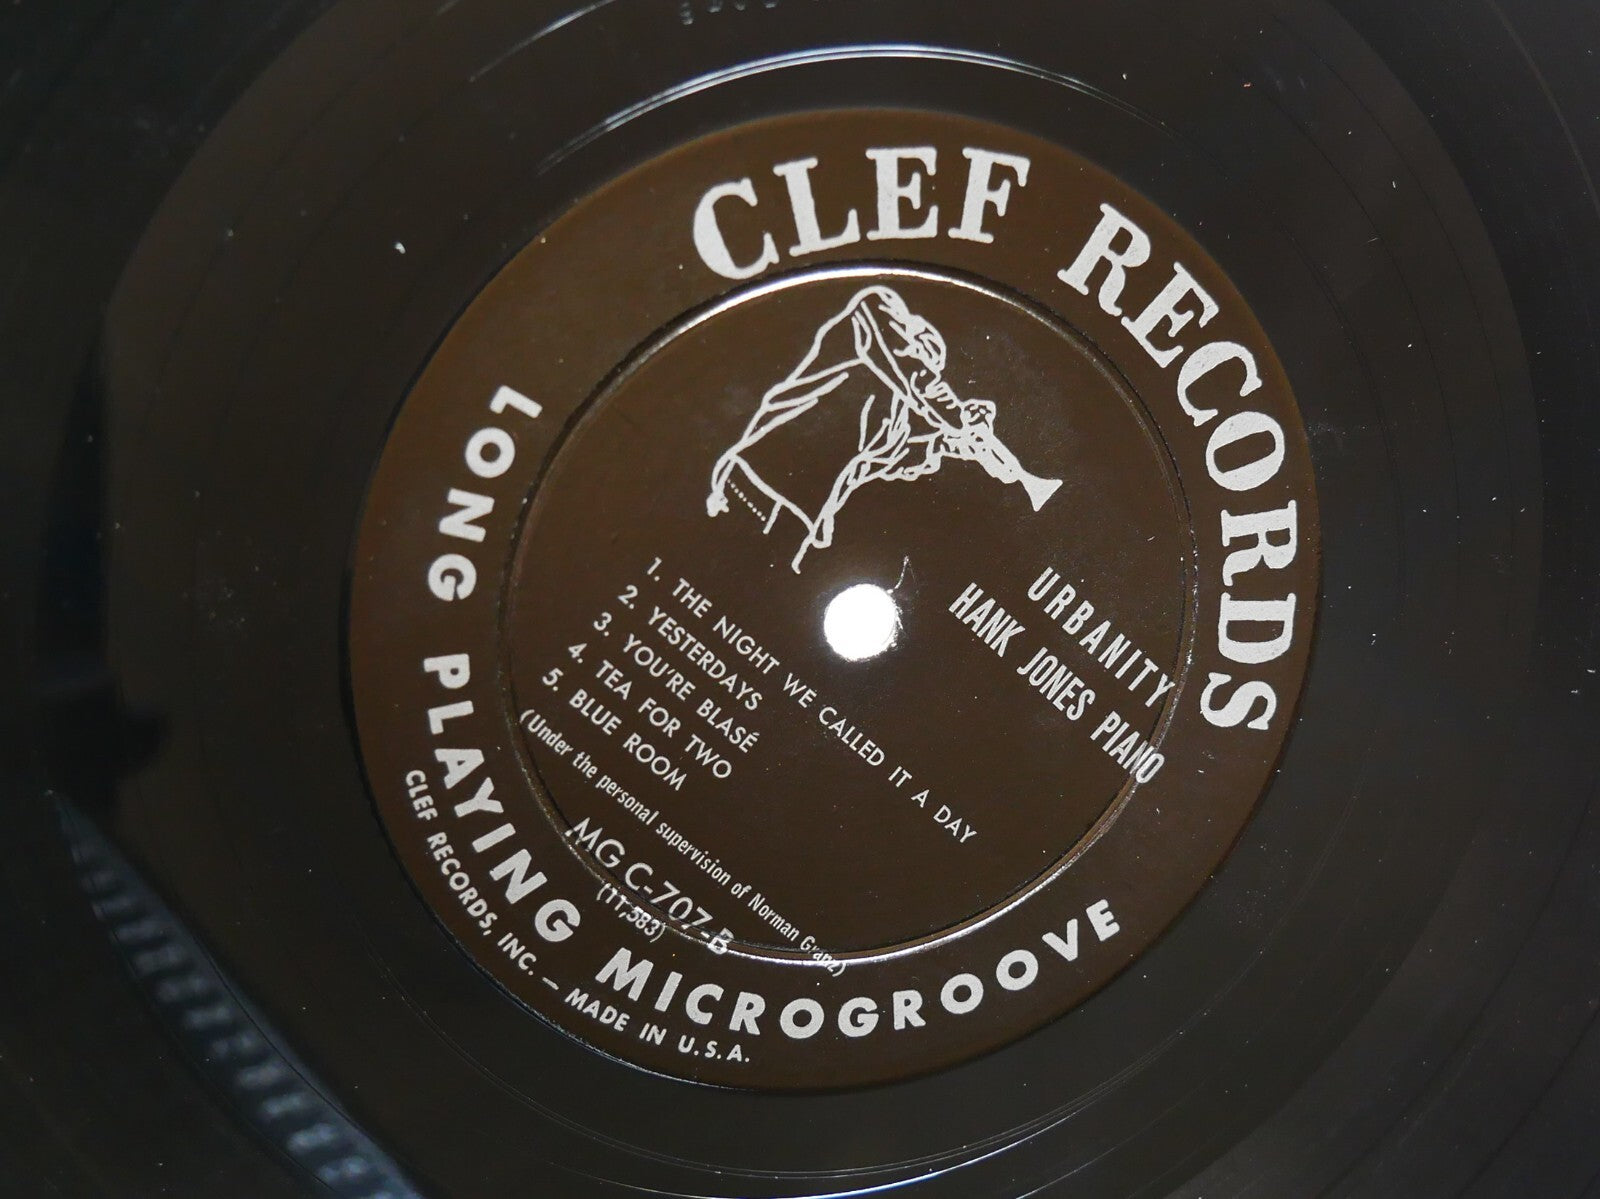 CLEF RECORDS
URBANITY
HANK JONES PIANO
1. THE NIGHT WE CALLED IT A DAY
2. YESTERDAYS
3. YOU'RE BLASÉ
4. TEA FOR TWO
5. BLUE ROOM
(Under the personal supervision of Norman Granz)
MG C-707-B
(11,583)
LONG PLAYING MICROGROOVE
CLEF RECORDS, INC. — MADE IN U.S.A.